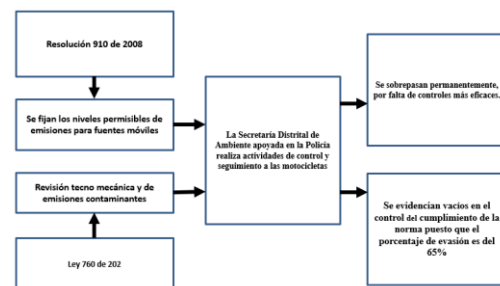 Resolución 910 de 2008
Se fijan los niveles permisibles de
emisiones para fuentes móviles
Revisión tecno mecánica y de
emisiones contaminantes
Ley 760 de 202
La Secretaría Distrital de
Ambiente apoyada en la Policía
realiza actividades de control y
seguimiento a las motocicletas
Se sobrepasan permanentemente,
por falta de controles más eficaces.
Se evidencian vacíos en el
control del cumplimiento de la
norma puesto que el
porcentaje de evasión es del
65%